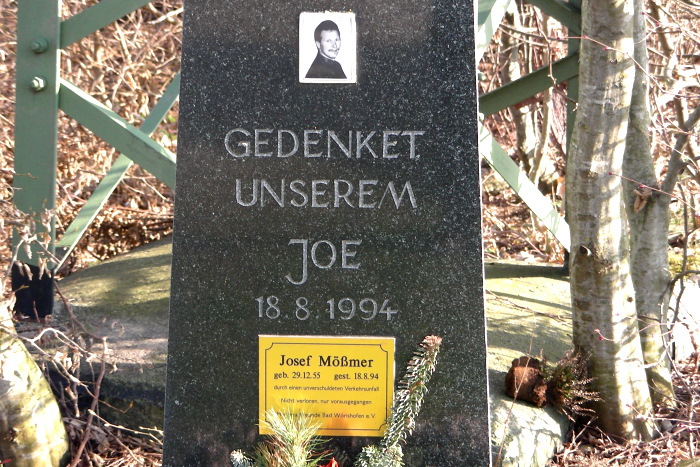 GEDENKET
UNSEREM
JOE
18.8.1994
Josef Mößmer
geb. 29.12.55 gest. 18.8.94
durch einen unverschuldeten Verkehrsunfall
Nicht verloren, nur vorausgegangen
freunde Bad Wörishofen e.V.